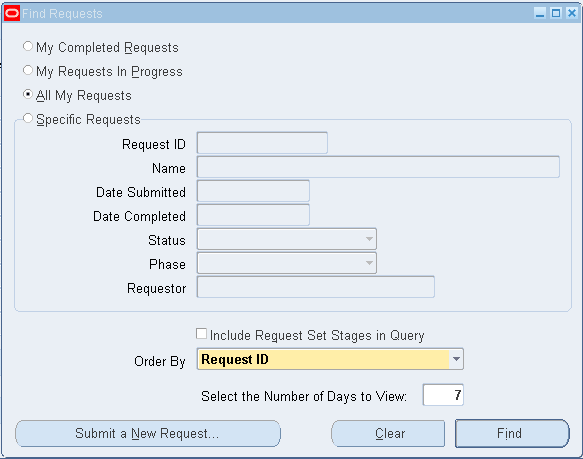 Find Requests
My Completed Requests
My Requests In Progress
All My Requests
Specific Requests
Request ID
Name
Date Submitted
Date Completed
Status
Phase
Requestor
Include Request Set Stages in Query
Order By Request ID
Select the Number of Days to View: 7
Submit a New Request... Clear Find